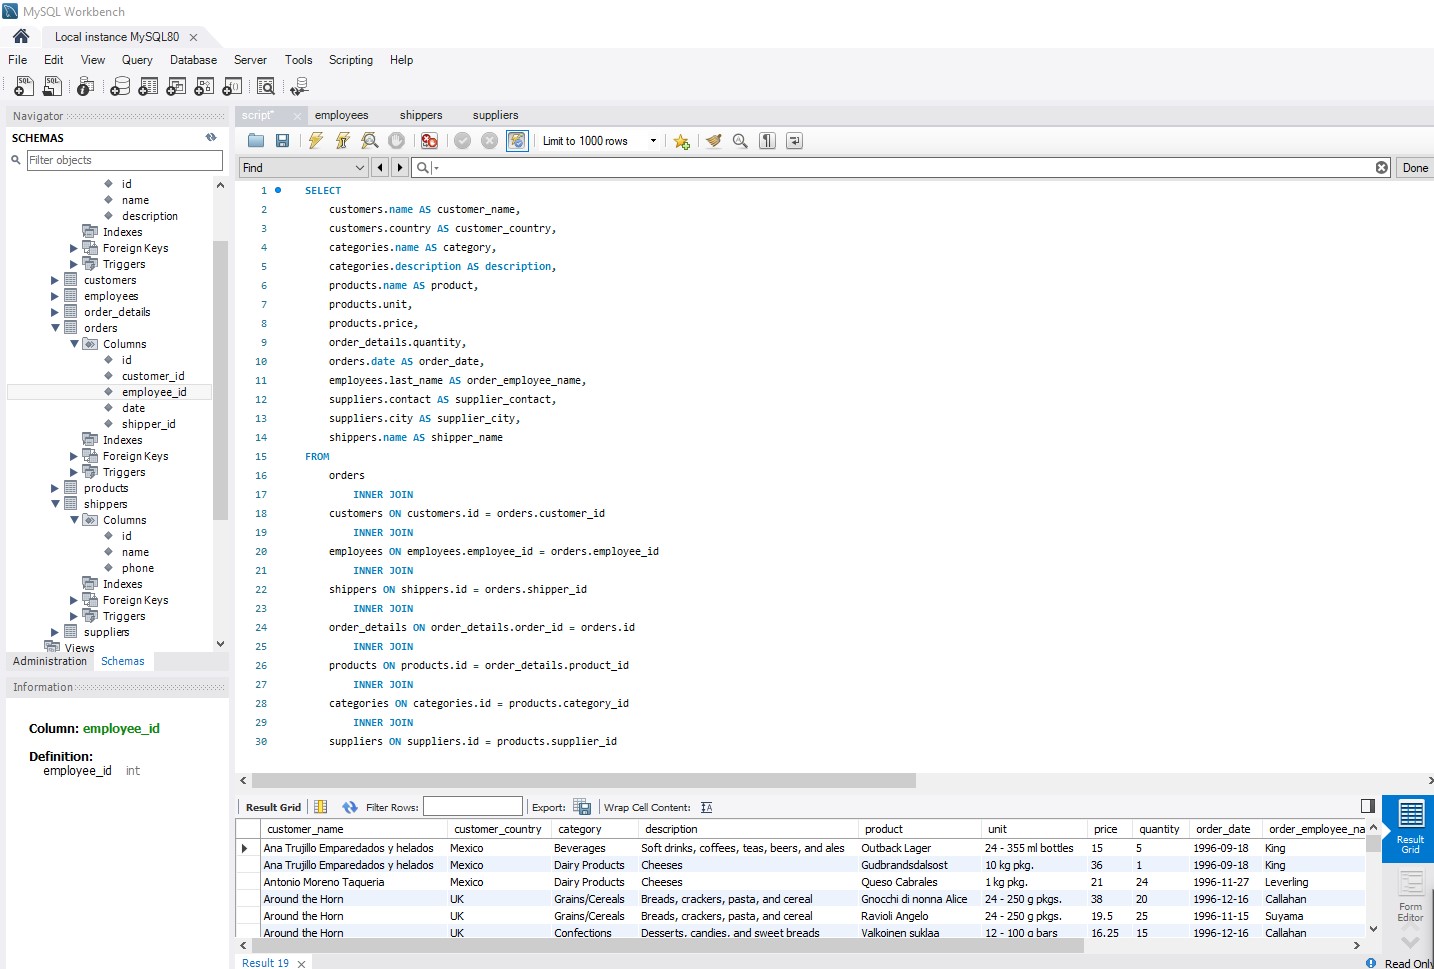 MySQL Workbench
Local instance MySQL80
File Edit View Query Database Server Tools Scripting Help
Navigator
SCHEMAS
Filter objects
id
name
description
Indexes
Foreign Keys
Triggers
customers
employees
order_details
orders
Columns
id
customer_id
employee_id
date
shipper_id
Indexes
Foreign Keys
Triggers
products
shippers
Columns
id
name
phone
Indexes
Foreign Keys
Triggers
suppliers
Views
Administration Schemas
Information
Column: employee_id
Definition:
employee_id int
script* employees shippers suppliers
Limit to 1000 rows
Find Done
1 SELECT
2 customers.name AS customer_name,
3 customers.country AS customer_country,
4 categories.name AS category,
5 categories.description AS description,
6 products.name AS product,
7 products.unit,
8 products.price,
9 order_details.quantity,
10 orders.date AS order_date,
11 employees.last_name AS order_employee_name,
12 suppliers.contact AS supplier_contact,
13 suppliers.city AS supplier_city,
14 shippers.name AS shipper_name
15 FROM
16 orders
17 INNER JOIN
18 customers ON customers.id = orders.customer_id
19 INNER JOIN
20 employees ON employees.employee_id = orders.employee_id
21 INNER JOIN
22 shippers ON shippers.id = orders.shipper_id
23 INNER JOIN
24 order_details ON order_details.order_id = orders.id
25 INNER JOIN
26 products ON products.id = order_details.product_id
27 INNER JOIN
28 categories ON categories.id = products.category_id
29 INNER JOIN
30 suppliers ON suppliers.id = products.supplier_id
Result Grid Filter Rows: Export: Wrap Cell Content:
customer_name customer_country category description product unit price quantity order_date order_employee_na
Ana Trujillo Emparedados y helados Mexico Beverages Soft drinks, coffees, teas, beers, and ales Outback Lager 24 - 355 ml bottles 15 5 1996-09-18 King
Ana Trujillo Emparedados y helados Mexico Dairy Products Cheeses Gudbrandsdalsost 10 kg pkg. 36 1 1996-09-18 King
Antonio Moreno Taqueria Mexico Dairy Products Cheeses Queso Cabrales 1 kg pkg. 21 24 1996-11-27 Leverling
Around the Horn UK Grains/Cereals Breads, crackers, pasta, and cereal Gnocchi di nonna Alice 24 - 250 g pkgs. 38 20 1996-12-16 Callahan
Around the Horn UK Grains/Cereals Breads, crackers, pasta, and cereal Ravioli Angelo 24 - 250 g pkgs. 19.5 25 1996-11-15 Suyama
Around the Horn UK Confections Desserts, candies, and sweet breads Valkoinen suklaa 12 - 100 g bars 16.25 15 1996-12-16 Callahan
Result
Grid
Form
Editor
Result 19
Read Only